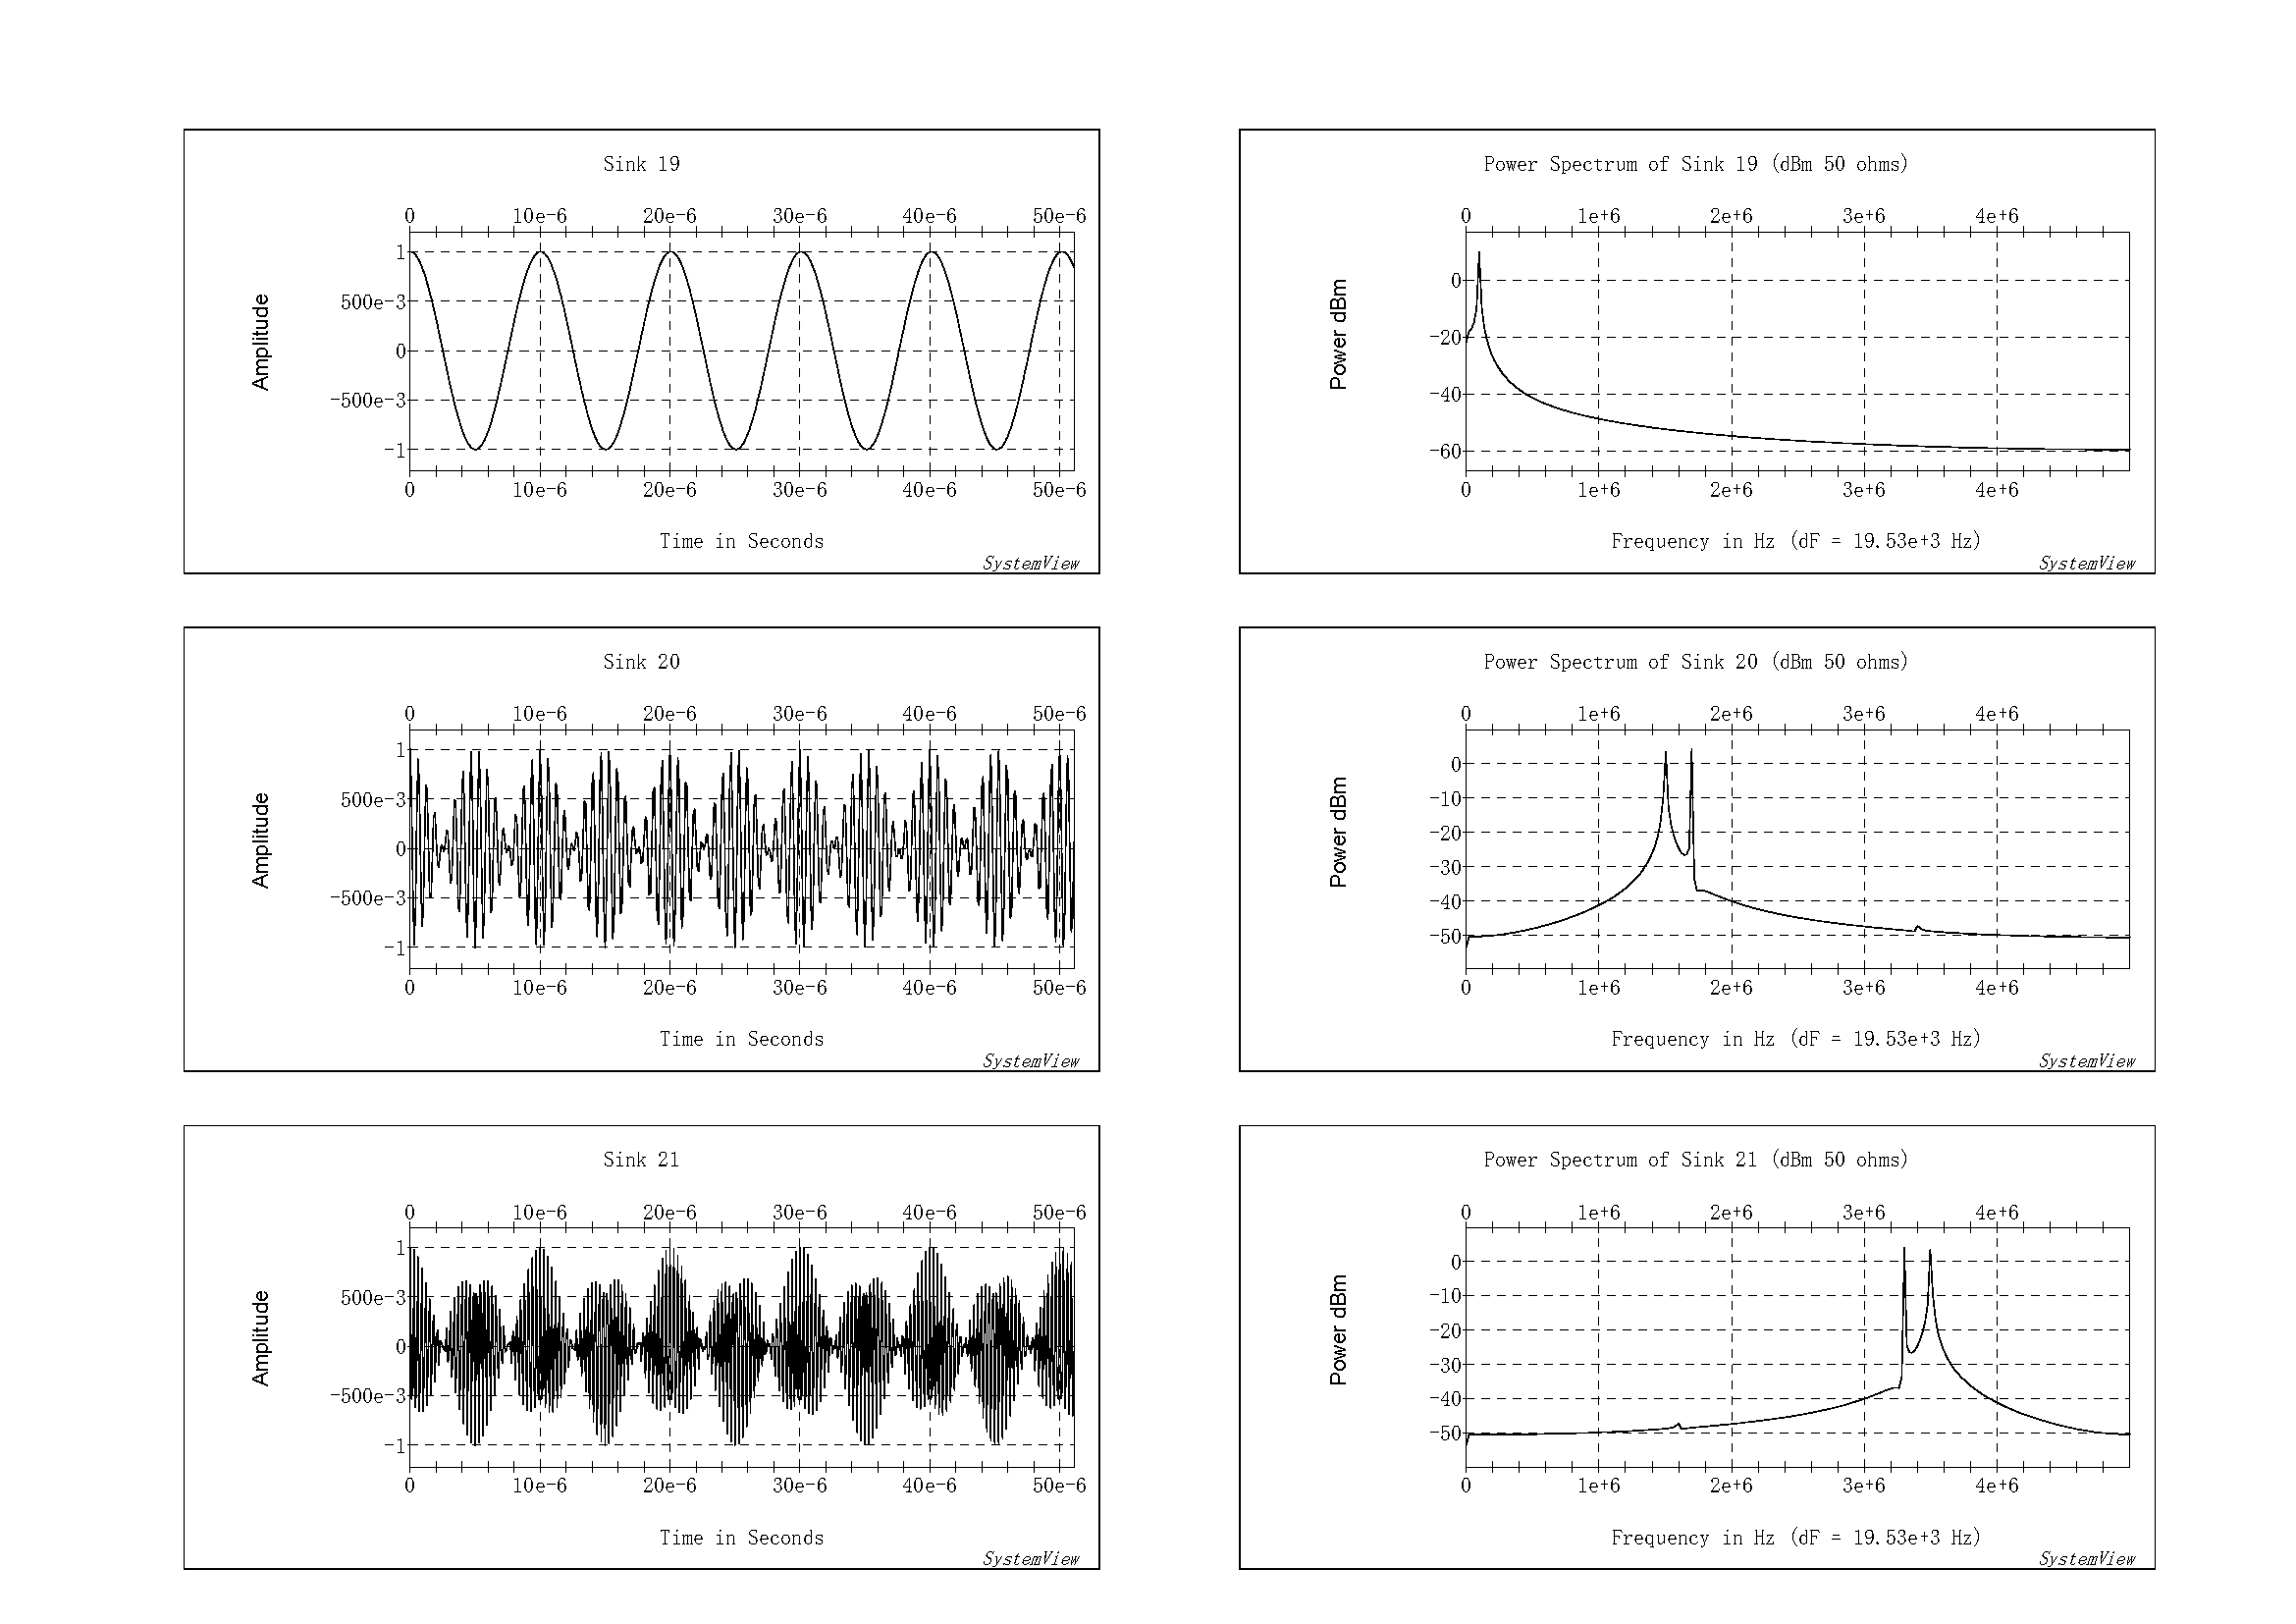 Sink 19
0 10e-6 20e-6 30e-6 40e-6 50e-6
1
500e-3
0
-500e-3
-1
Amplitude
0 10e-6 20e-6 30e-6 40e-6 50e-6
Time in Seconds
SystemView
Power Spectrum of Sink 19 (dBm 50 ohms)
0 1e+6 2e+6 3e+6 4e+6
0
-20
-40
-60
Power dBm
0 1e+6 2e+6 3e+6 4e+6
Frequency in Hz (dF = 19.53e+3 Hz)
SystemView
Sink 20
0 10e-6 20e-6 30e-6 40e-6 50e-6
1
500e-3
0
-500e-3
-1
Amplitude
0 10e-6 20e-6 30e-6 40e-6 50e-6
Time in Seconds
SystemView
Power Spectrum of Sink 20 (dBm 50 ohms)
0 1e+6 2e+6 3e+6 4e+6
0
-10
-20
-30
-40
-50
Power dBm
0 1e+6 2e+6 3e+6 4e+6
Frequency in Hz (dF = 19.53e+3 Hz)
SystemView
Sink 21
0 10e-6 20e-6 30e-6 40e-6 50e-6
1
500e-3
0
-500e-3
-1
Amplitude
0 10e-6 20e-6 30e-6 40e-6 50e-6
Time in Seconds
SystemView
Power Spectrum of Sink 21 (dBm 50 ohms)
0 1e+6 2e+6 3e+6 4e+6
0
-10
-20
-30
-40
-50
Power dBm
0 1e+6 2e+6 3e+6 4e+6
Frequency in Hz (dF = 19.53e+3 Hz)
SystemView